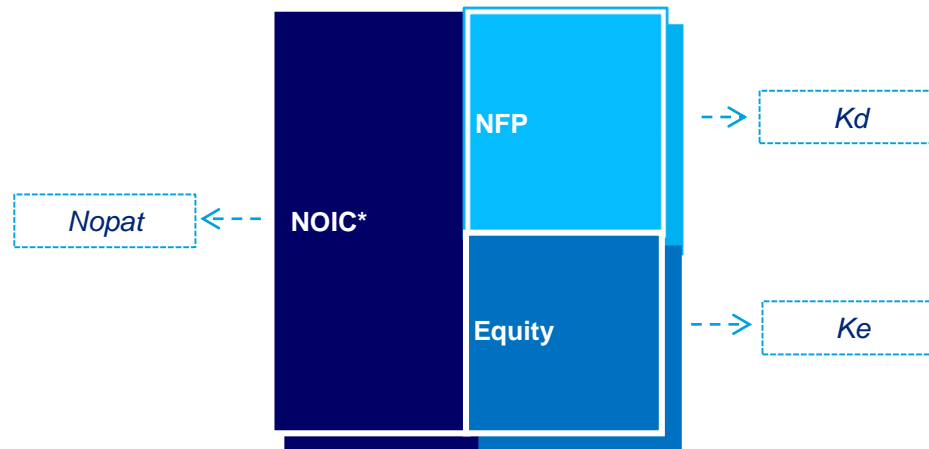 NFP
Kd
Nopat
NOIC*
Equity
Ke